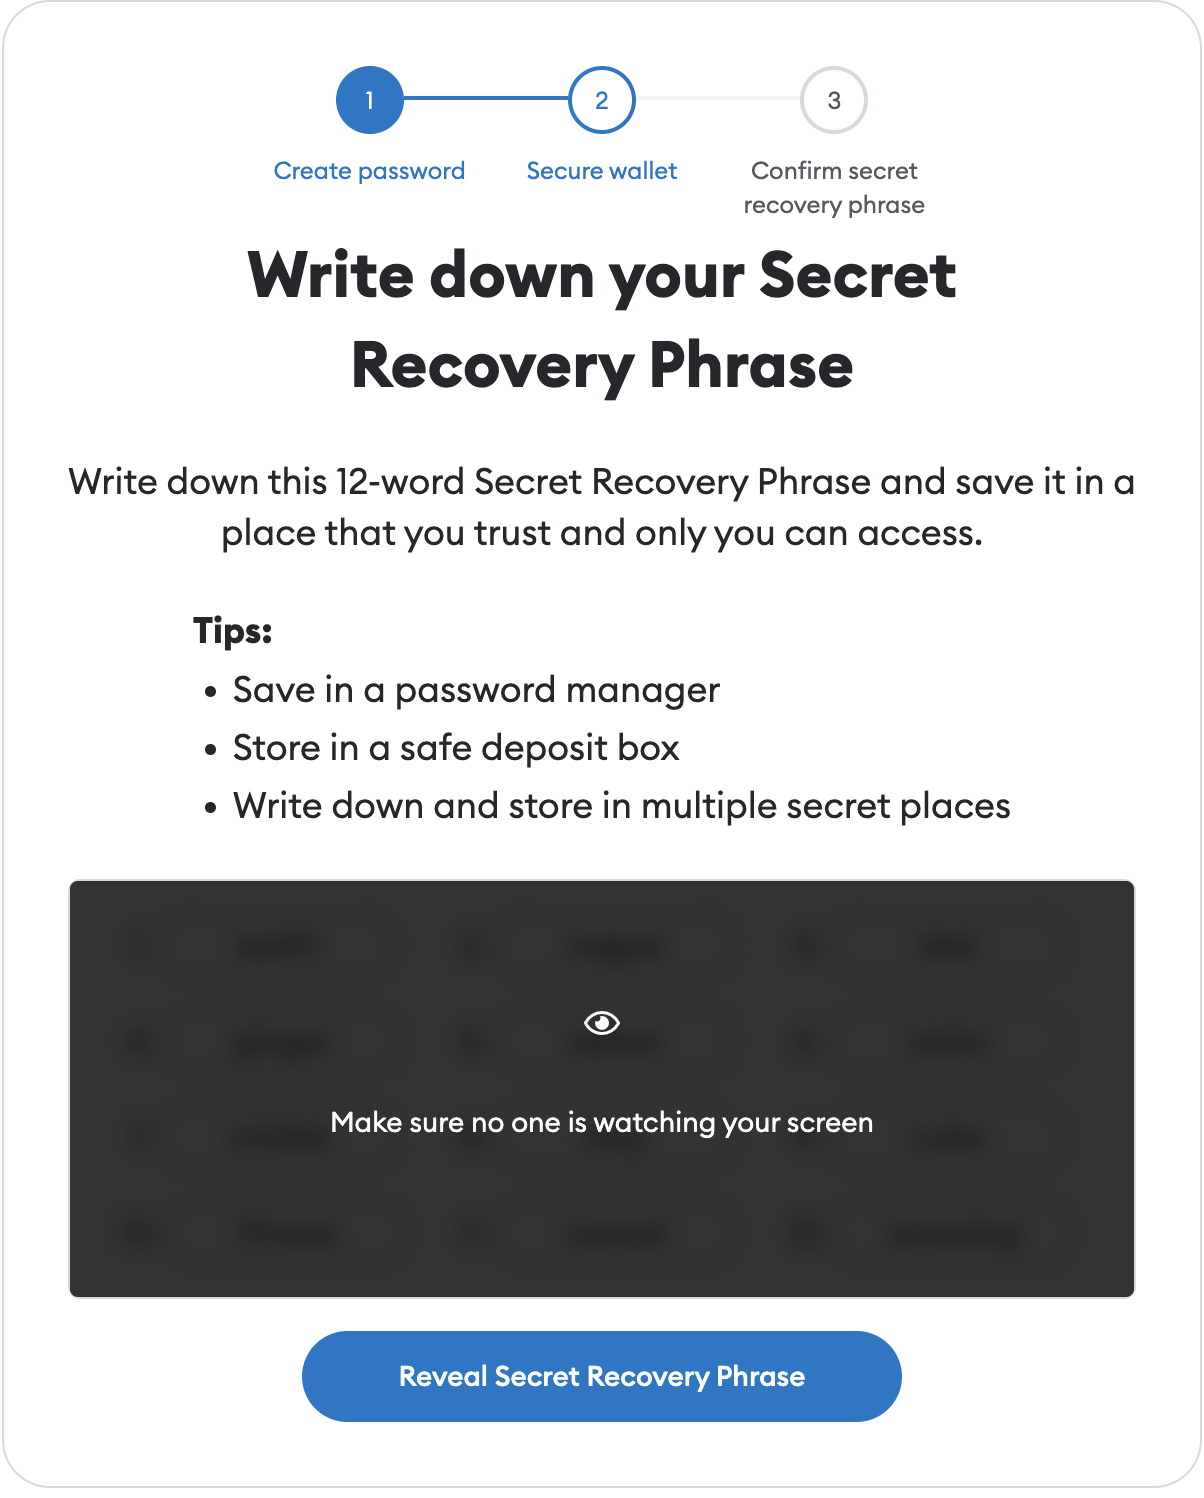 1
2
3
Create password
Secure wallet
Confirm secret
recovery phrase
Write down your Secret
Recovery Phrase
Write down this 12-word Secret Recovery Phrase and save it in a
place that you trust and only you can access.
Tips:
• Save in a password manager
• Store in a safe deposit box
• Write down and store in multiple secret places
Make sure no one is watching your screen
Reveal Secret Recovery Phrase